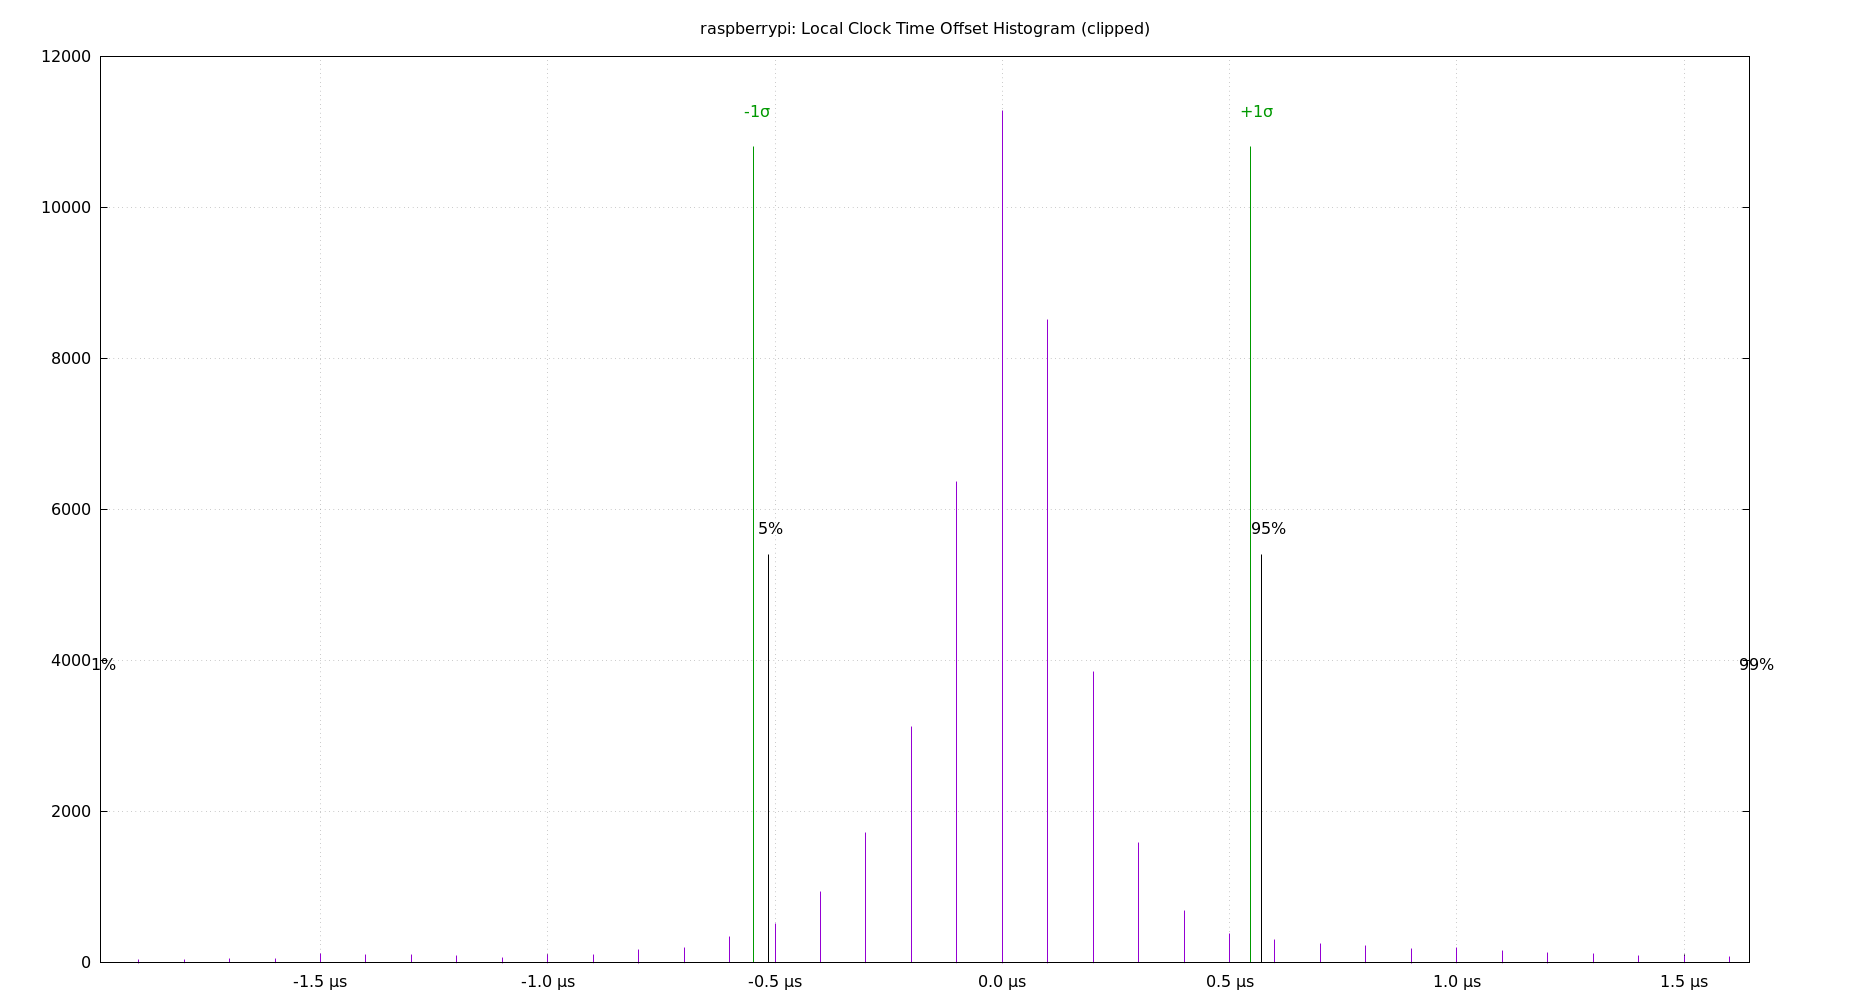 raspberrypi: Local Clock Time Offset Histogram (clipped)
12000
-1σ +1σ
10000
8000
6000
5% 95%
4000 1% 99%
2000
0
-1.5 µs -1.0 µs -0.5 µs 0.0 µs 0.5 µs 1.0 µs 1.5 µs